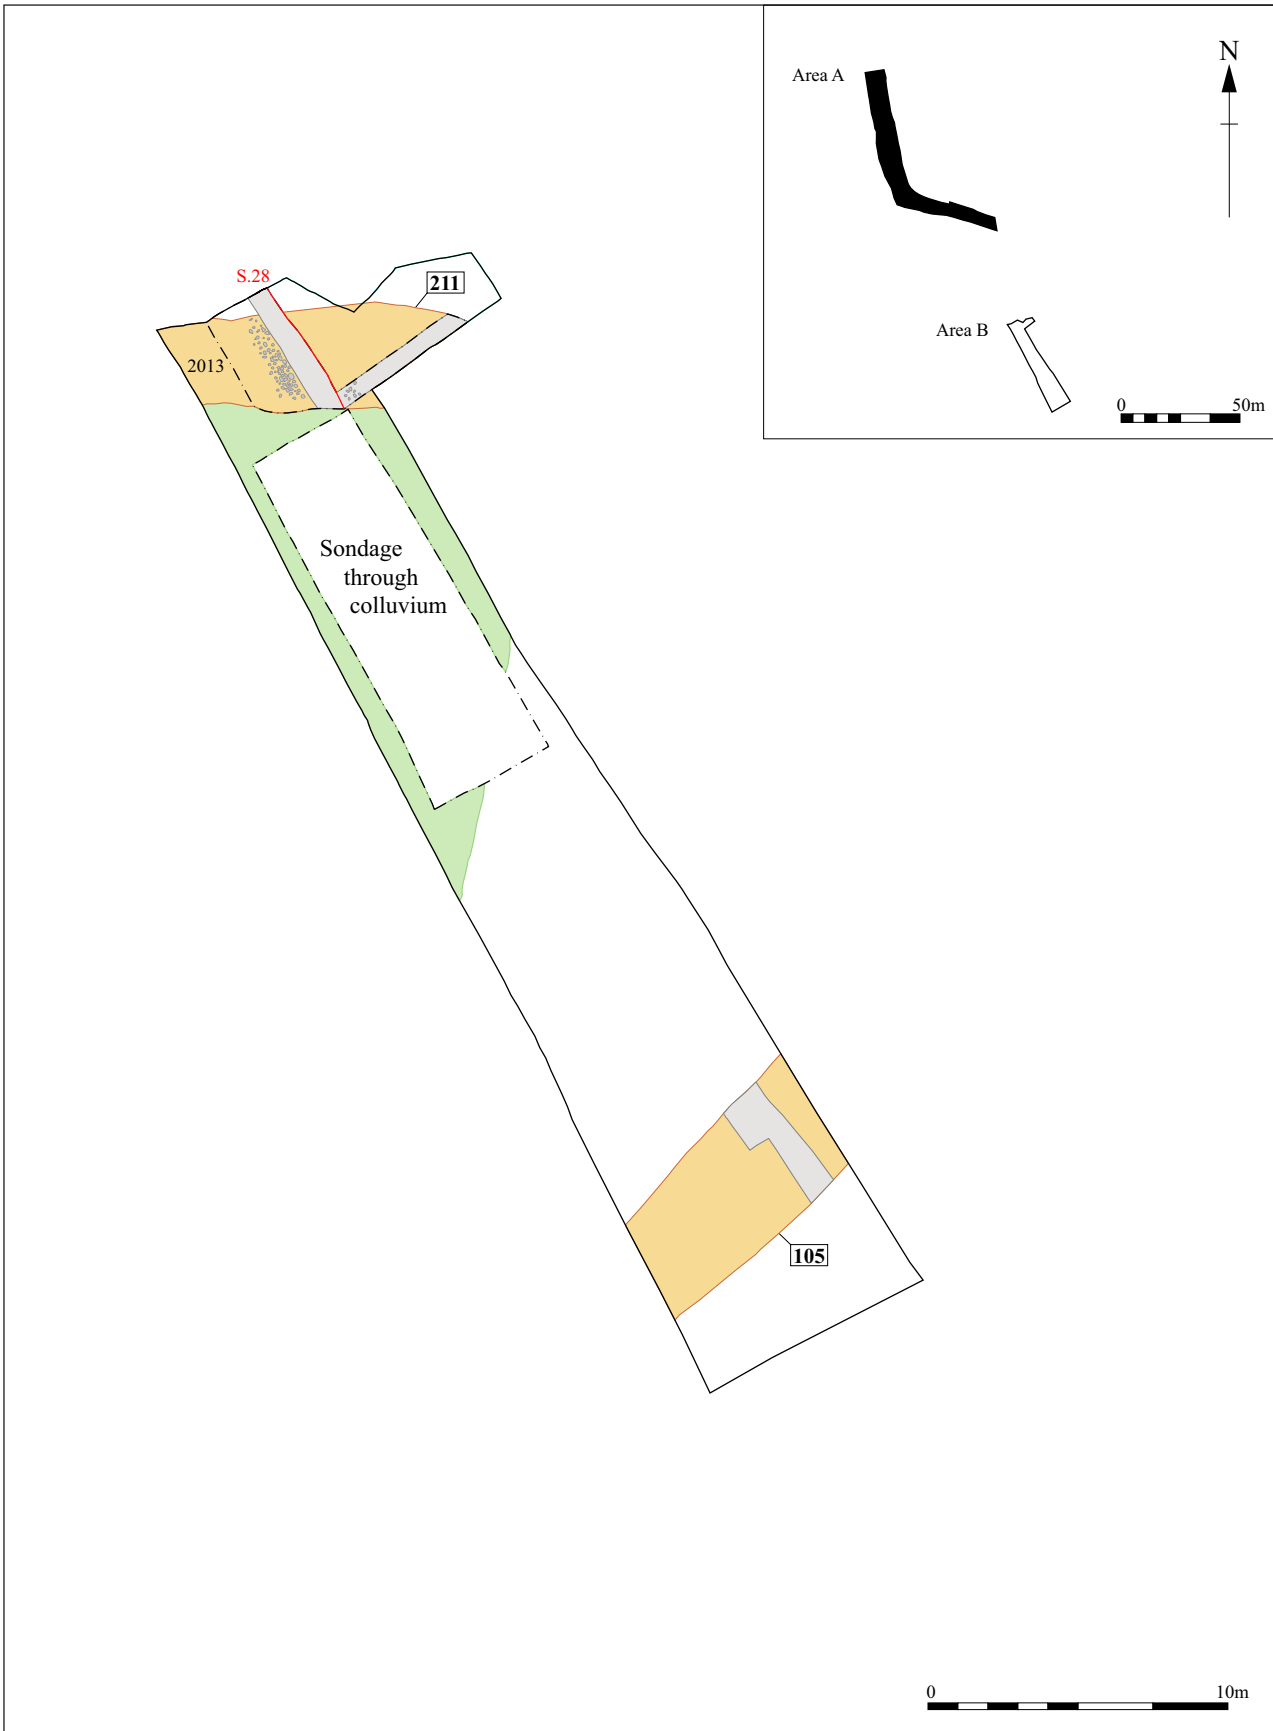 Area A
N
Area B
0 50m
S.28
211
2013
Sondage
through
colluvium
105
0 10m